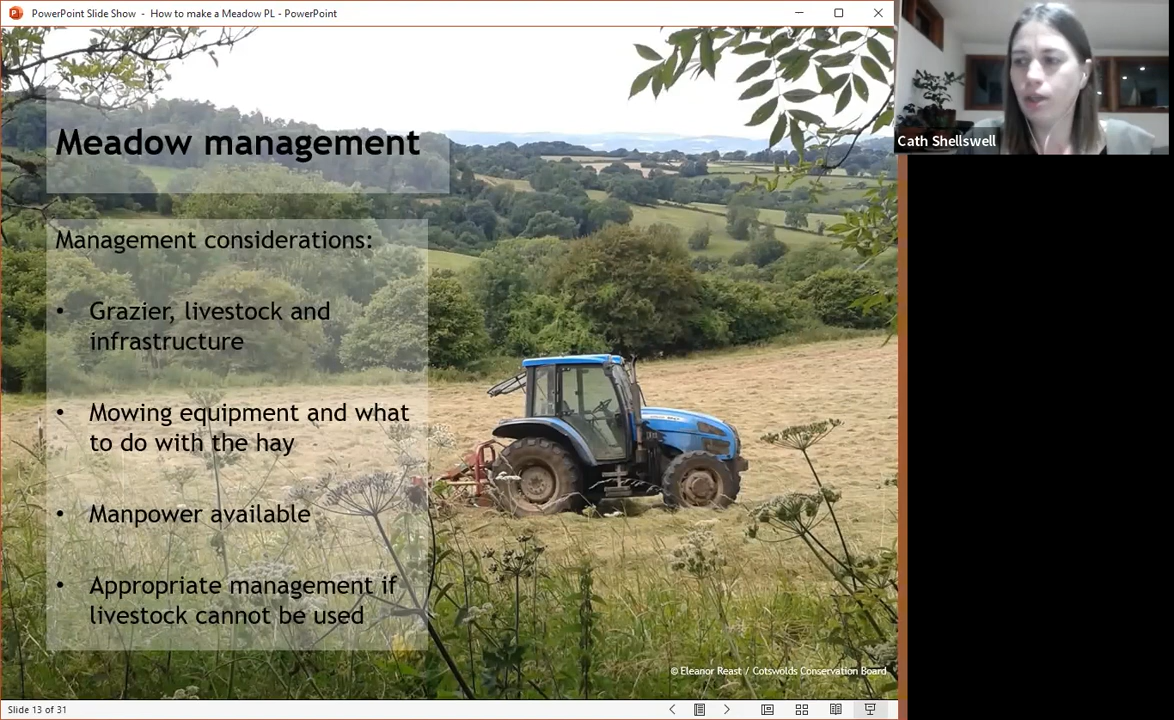 PowerPoint Slide Show - How to make a Meadow PL - PowerPoint
Cath Shellswell
Meadow management
Management considerations:
• Grazier, livestock and
infrastructure
• Mowing equipment and what
to do with the hay
• Manpower available
• Appropriate management if
livestock cannot be used
© Eleanor Reast / Cotswolds Conservation Board
Slide 13 of 31